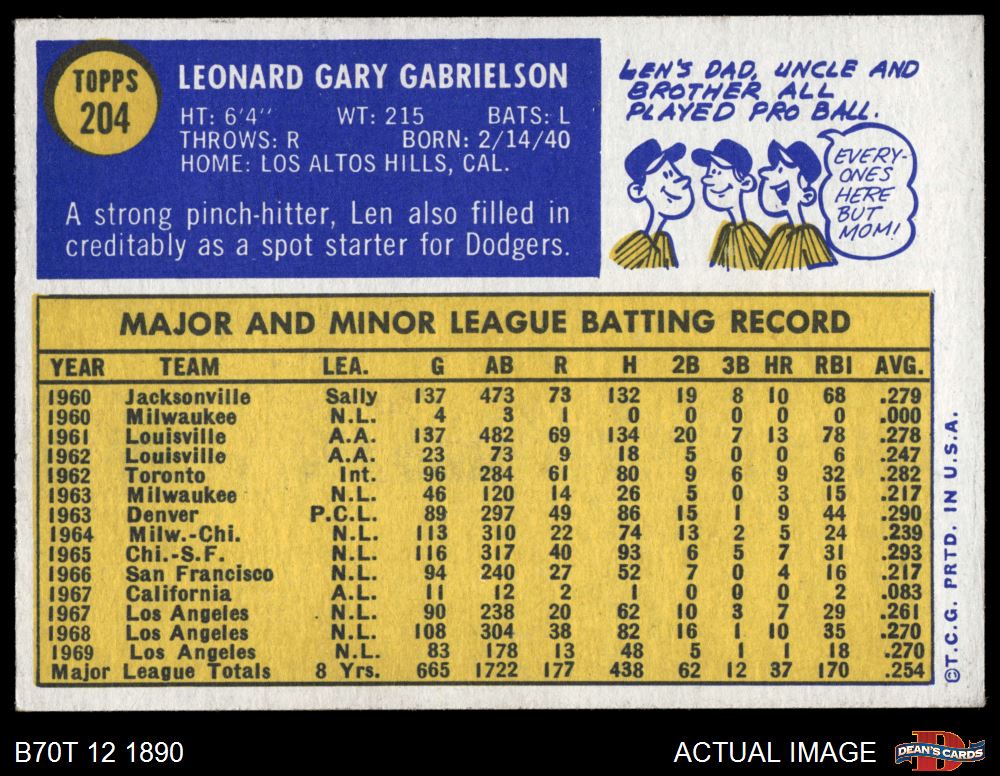 TOPPS
204
LEONARD GARY GABRIELSON
HT: 6'4" WT: 215 BATS: L
THROWS: R BORN: 2/14/40
HOME: LOS ALTOS HILLS, CAL.
A strong pinch-hitter, Len also filled in
creditably as a spot starter for Dodgers.
LEN'S DAD, UNCLE AND
BROTHER ALL
PLAYED PRO BALL.
EVERY-
ONES
HERE
BUT
MOM!
MAJOR AND MINOR LEAGUE BATTING RECORD
YEAR TEAM LEA. G AB R H 2B 3B HR RBI AVG.
1960 Jacksonville Sally 137 473 73 132 19 8 10 68 .279
1960 Milwaukee N.L. 4 3 1 0 0 0 0 0 .000
1961 Louisville A.A. 137 482 69 134 20 7 13 78 .278
1962 Louisville A.A. 23 73 9 18 5 0 0 6 .247
1962 Toronto Int. 96 284 61 80 9 6 9 32 .282
1963 Milwaukee N.L. 46 120 14 26 5 0 3 15 .217
1963 Denver P.C.L. 89 297 49 86 15 1 9 44 .290
1964 Milw.-Chi. N.L. 113 310 22 74 13 2 5 24 .239
1965 Chi.-S.F. N.L. 116 317 40 93 6 5 7 31 .293
1966 San Francisco N.L. 94 240 27 52 7 0 4 16 .217
1967 California A.L. 11 12 2 1 0 0 0 2 .083
1967 Los Angeles N.L. 90 238 20 62 10 3 7 29 .261
1968 Los Angeles N.L. 108 304 38 82 16 1 10 35 .270
1969 Los Angeles N.L. 83 178 13 48 5 1 1 18 .270
Major League Totals 8 Yrs. 665 1722 177 438 62 12 37 170 .254
©T.C.G. PRTD. IN U.S.A.
B70T 12 1890
ACTUAL IMAGE
DEAN'S CARDS